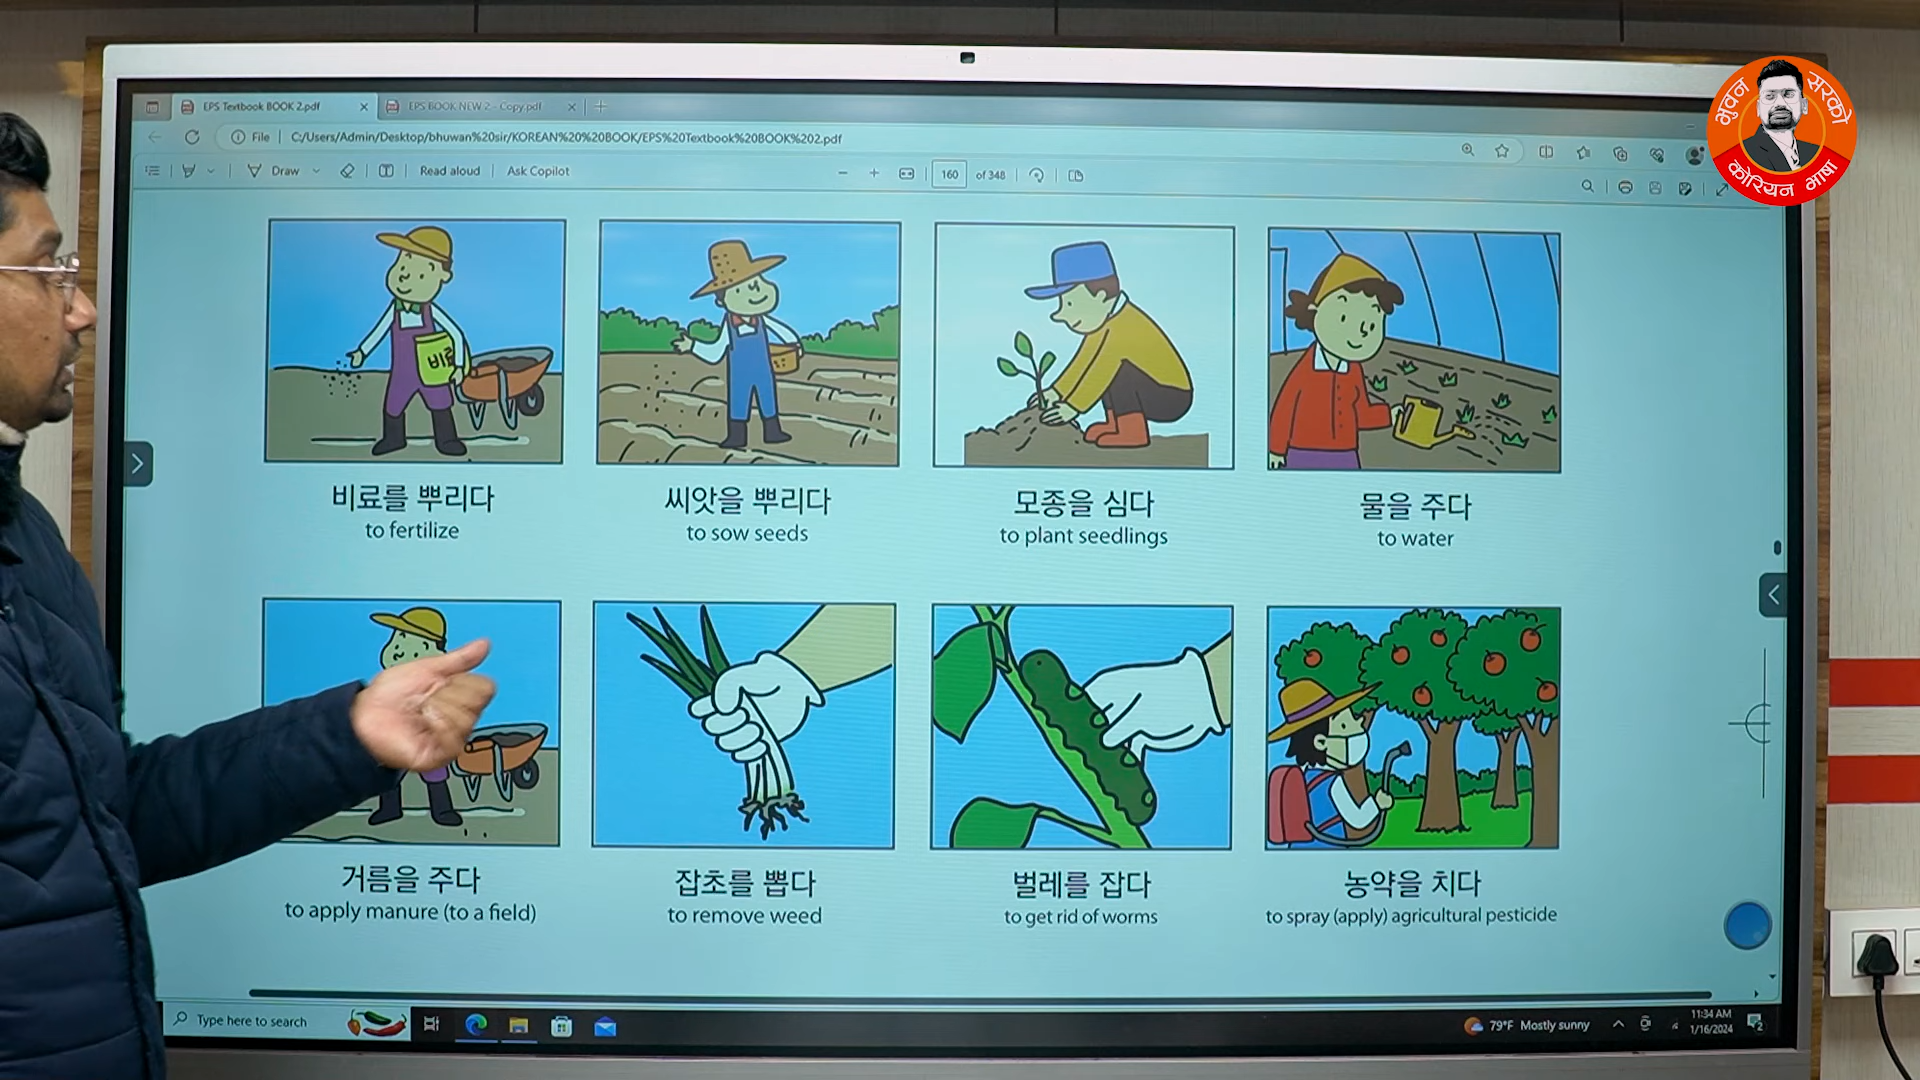 EPS Textbook BOOK 2.pdf
EPS BOOK NEW 2 - Copy.pdf
File
C:/Users/Admin/Desktop/bhuwan%20sir/KOREAN%20%20BOOK/EPS%20Textbook%20BOOK%202.pdf
Draw
Read aloud
Ask Copilot
160
of 348
भुवन सरको
कोरियन भाषा
비료를 뿌리다
to fertilize
씨앗을 뿌리다
to sow seeds
모종을 심다
to plant seedlings
물을 주다
to water
거름을 주다
to apply manure (to a field)
잡초를 뽑다
to remove weed
벌레를 잡다
to get rid of worms
농약을 치다
to spray (apply) agricultural pesticide
Type here to search
79°F Mostly sunny
11:34 AM
1/16/2024
2